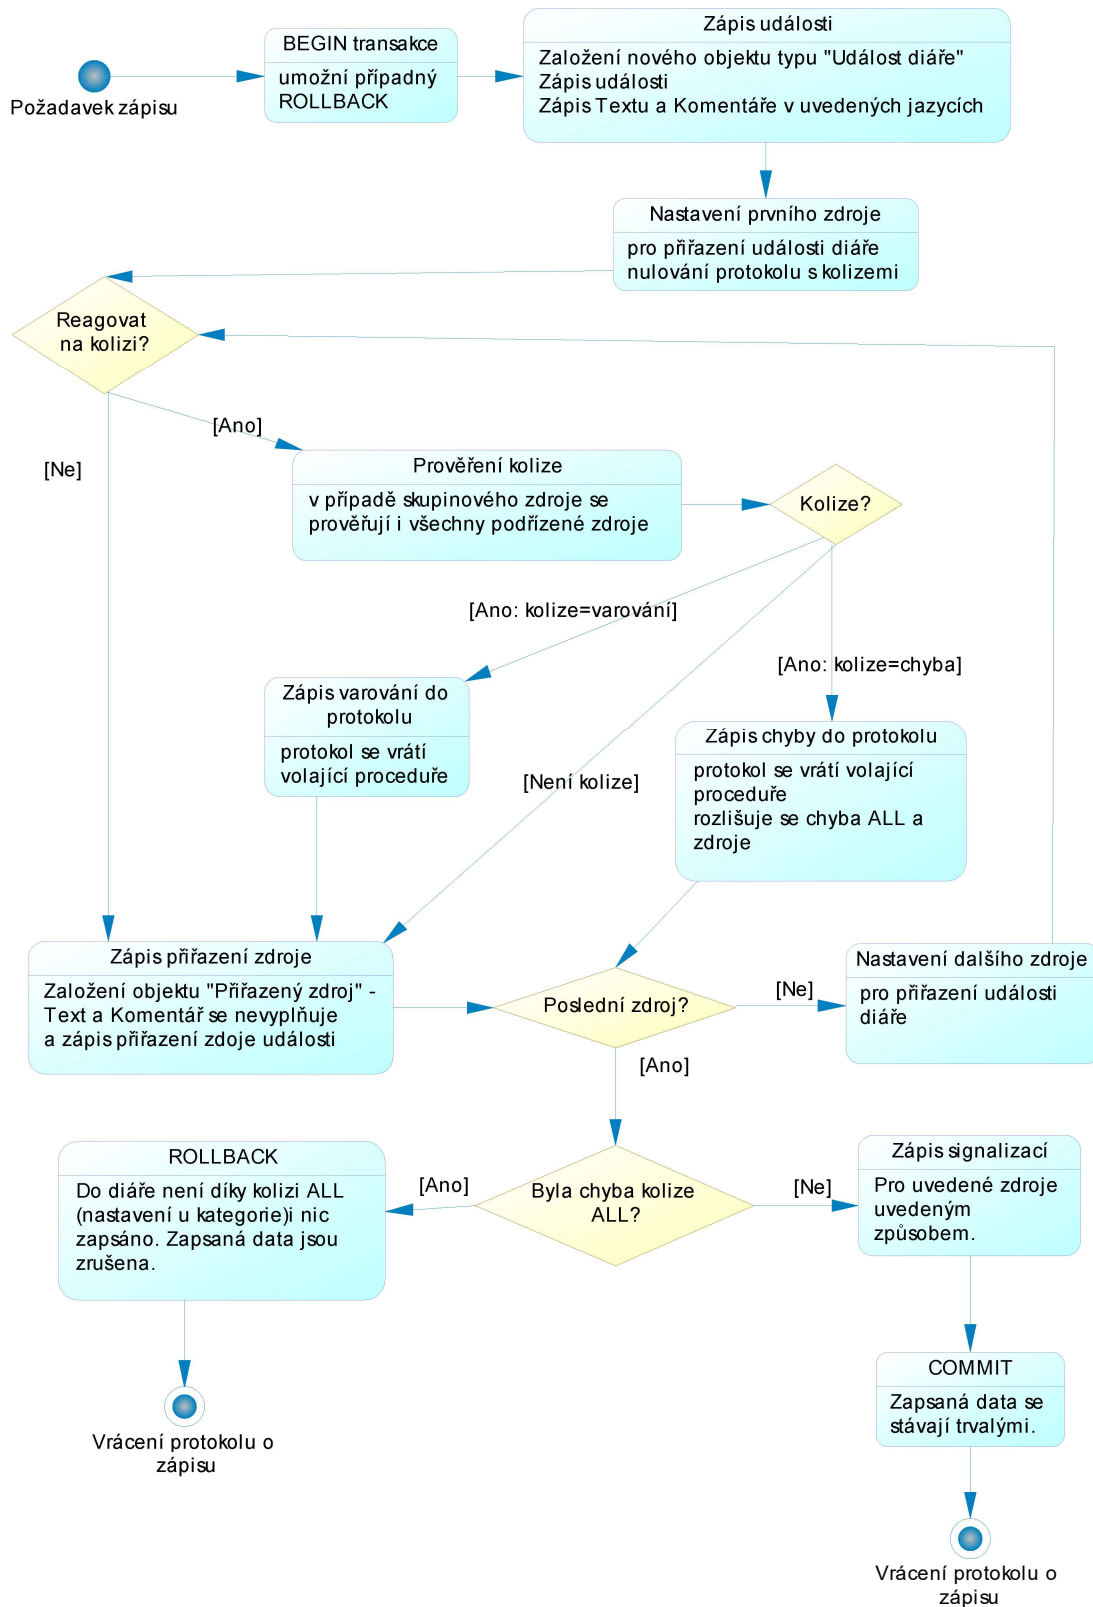 Požadavek zápisu
BEGIN transakce
umožní případný
ROLLBACK
Zápis události
Založení nového objektu typu "Událost diáře"
Zápis události
Zápis Textu a Komentáře v uvedených jazycích
Nastavení prvního zdroje
pro přiřazení události diáře
nulování protokolu s kolizemi
Reagovat
na kolizi?
[Ano]
[Ne]
Prověření kolize
v případě skupinového zdroje se
prověřují i všechny podřízené zdroje
Kolize?
[Ano: kolize=varování]
[Ano: kolize=chyba]
Zápis varování do
protokolu
protokol se vrátí
volající proceduře
[Není kolize]
Zápis chyby do protokolu
protokol se vrátí volající
proceduře
rozlišuje se chyba ALL a
zdroje
Zápis přiřazení zdroje
Založení objektu "Přiřazený zdroj" -
Text a Komentář se nevyplňuje
a zápis přiřazení zdoje události
Poslední zdroj?
[Ne]
Nastavení dalšího zdroje
pro přiřazení události
diáře
[Ano]
ROLLBACK
Do diáře není díky kolizi ALL
(nastavení u kategorie)i nic
zapsáno. Zapsaná data jsou
zrušena.
[Ano]
Byla chyba kolize
ALL?
[Ne]
Zápis signalizací
Pro uvedené zdroje
uvedeným
způsobem.
COMMIT
Zapsaná data se
stávají trvalými.
Vrácení protokolu o
zápisu
Vrácení protokolu o
zápisu